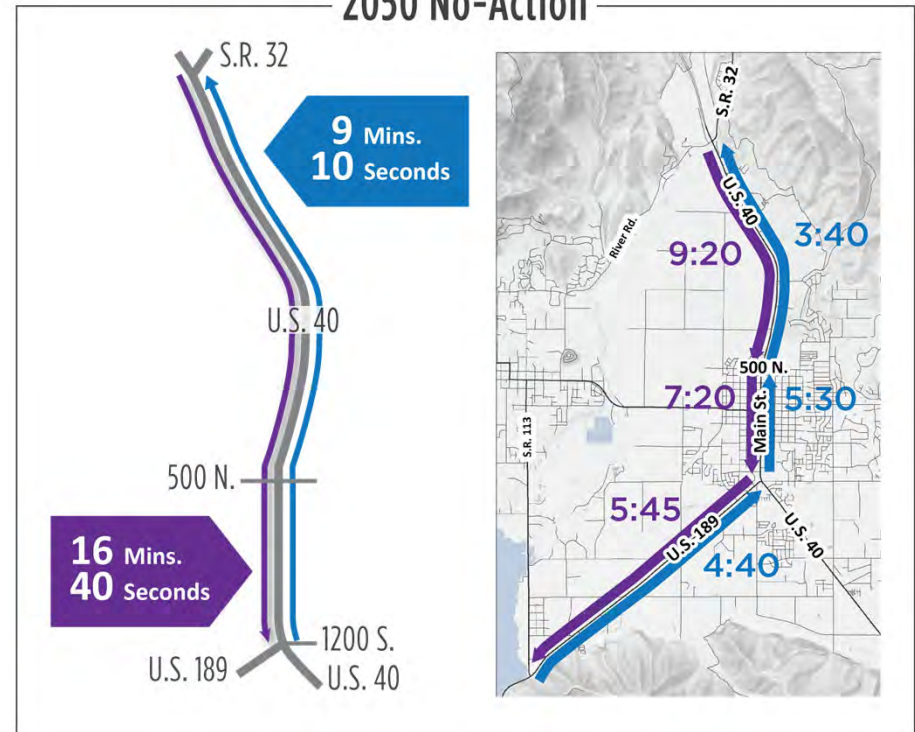 2050 No-Action
S.R. 32
9 Mins.
10 Seconds
U.S. 40
500 N.
16 Mins.
40 Seconds
1200 S.
U.S. 189
U.S. 40
S.R. 32
U.S. 40
River Rd.
3:40
9:20
500 N.
7:20
Main St.
5:30
S.R. 113
5:45
U.S. 189
U.S. 40
4:40